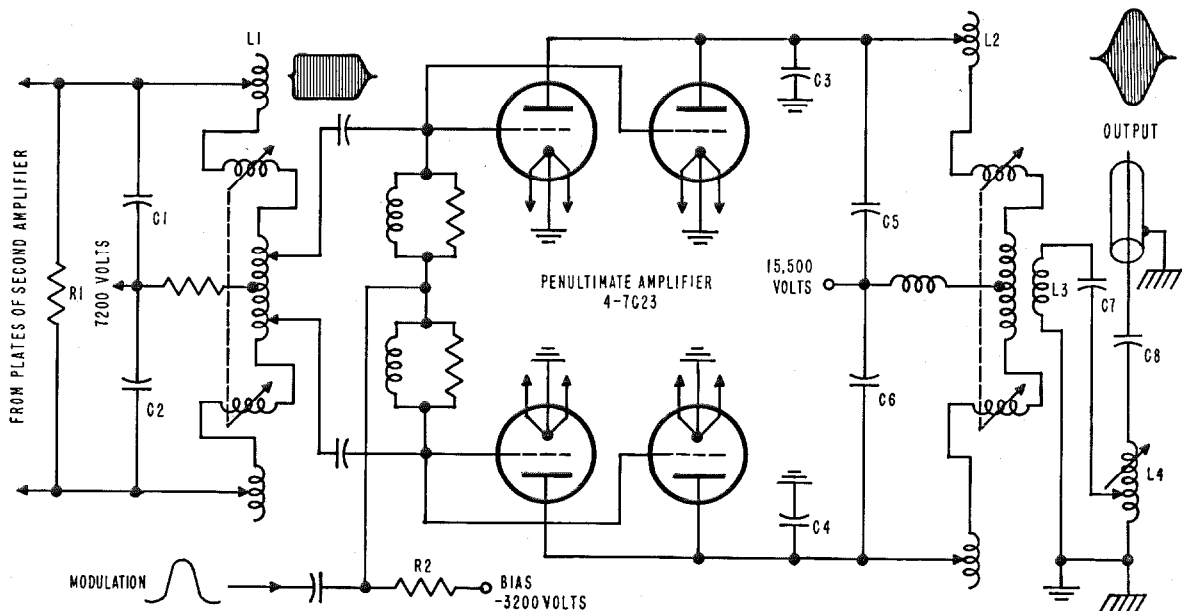 L1
L2
C3
OUTPUT
FROM PLATES OF SECOND AMPLIFIER
R1
7200 VOLTS
C1
C2
C5
PENULTIMATE AMPLIFIER
4-7C23
15,500
VOLTS
L3
C7
C8
C6
L4
C4
MODULATION
R2
BIAS
-3200 VOLTS